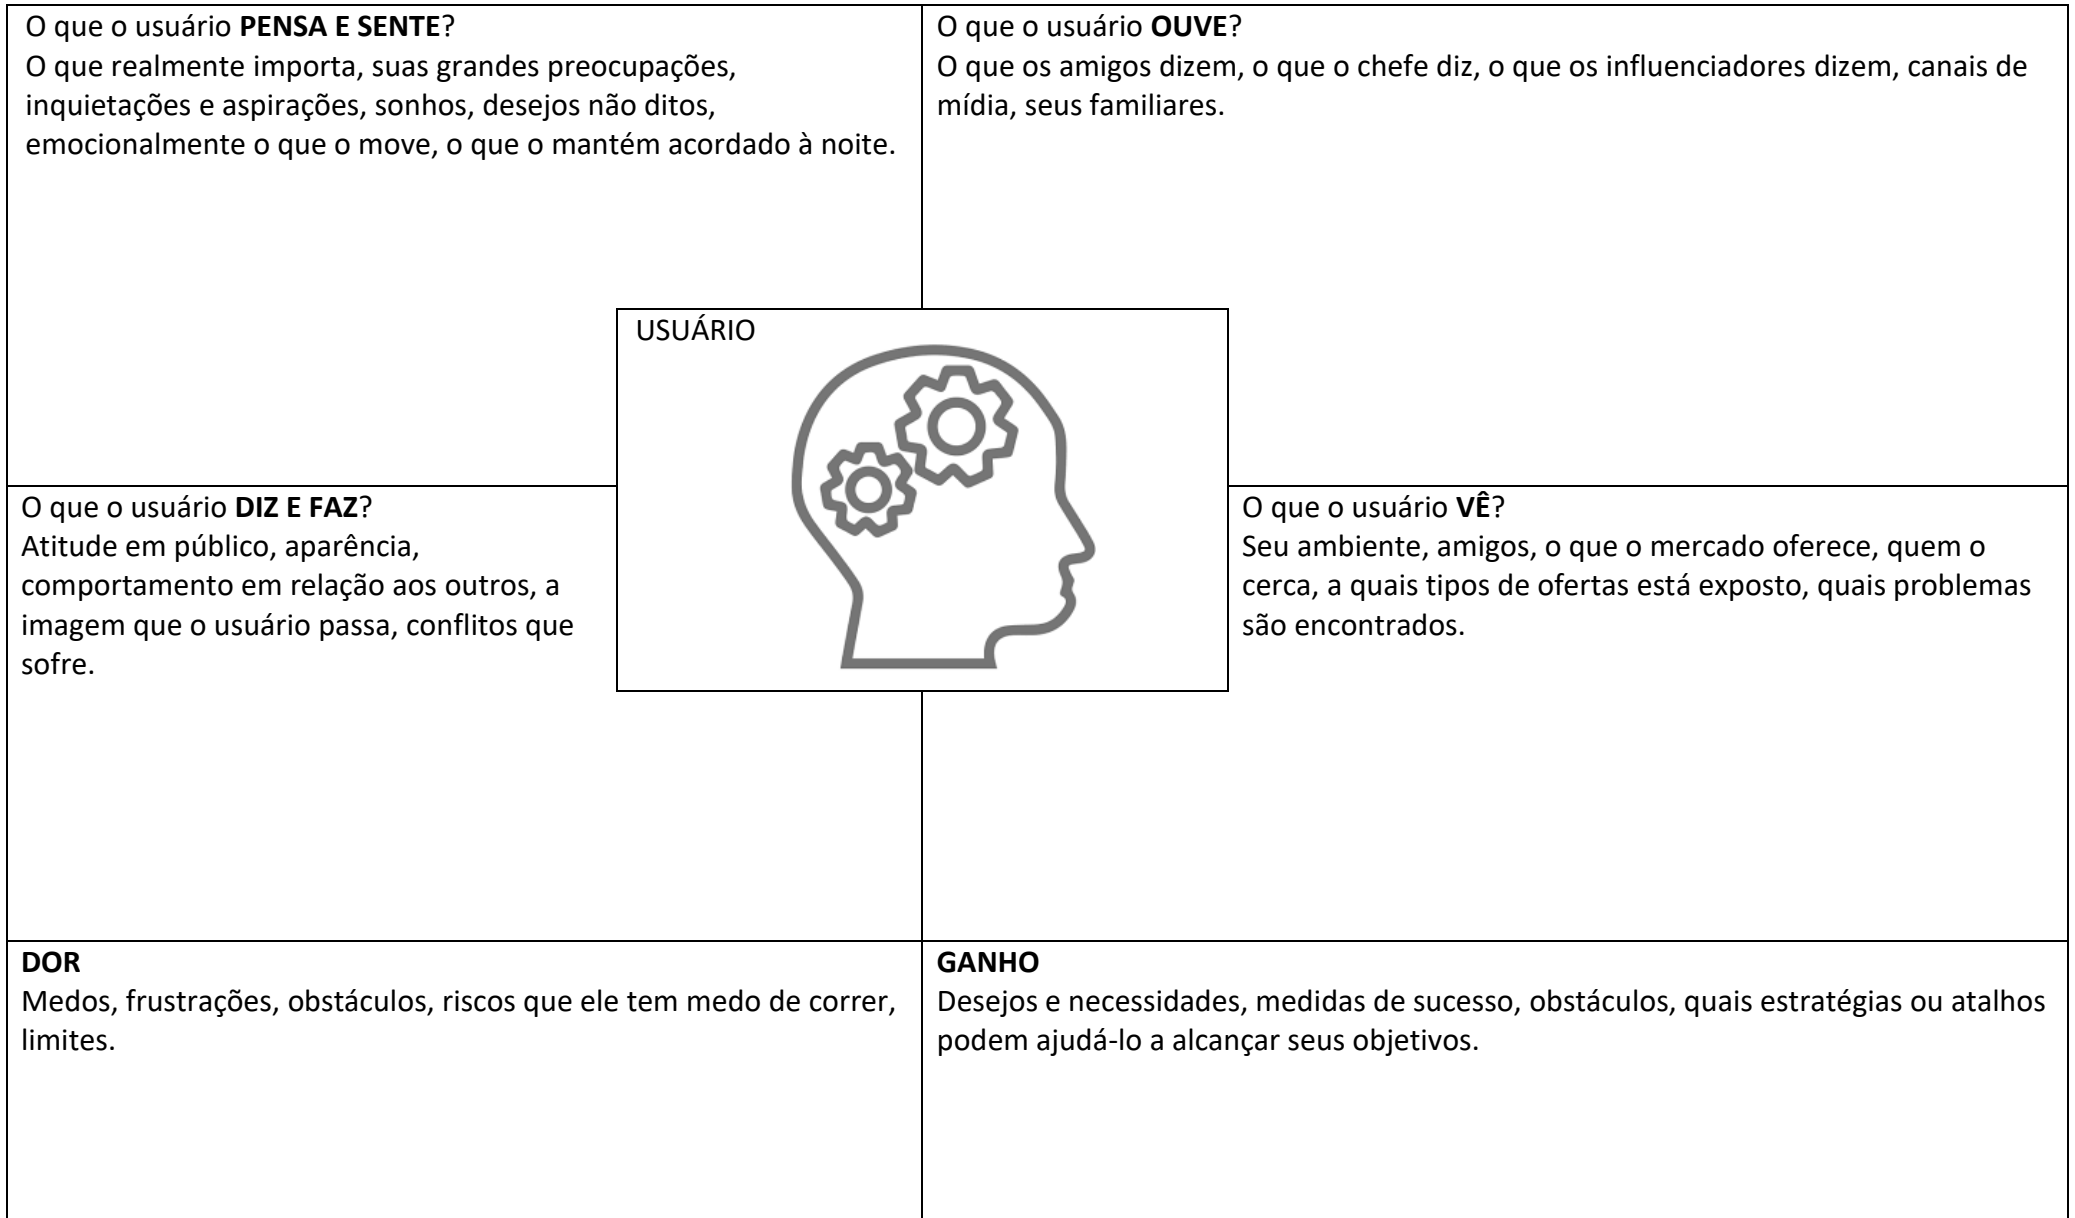 O que o usuário PENSA E SENTE?
O que realmente importa, suas grandes preocupações,
inquietações e aspirações, sonhos, desejos não ditos,
emocionalmente o que o move, o que o mantém acordado à noite.
O que o usuário OUVE?
O que os amigos dizem, o que o chefe diz, o que os influenciadores dizem, canais de
mídia, seus familiares.
USUÁRIO
O que o usuário DIZ E FAZ?
Atitude em público, aparência,
comportamento em relação aos outros, a
imagem que o usuário passa, conflitos que
sofre.
O que o usuário VÊ?
Seu ambiente, amigos, o que o mercado oferece, quem o
cerca, a quais tipos de ofertas está exposto, quais problemas
são encontrados.
DOR
Medos, frustrações, obstáculos, riscos que ele tem medo de correr,
limites.
GANHO
Desejos e necessidades, medidas de sucesso, obstáculos, quais estratégias ou atalhos
podem ajudá-lo a alcançar seus objetivos.